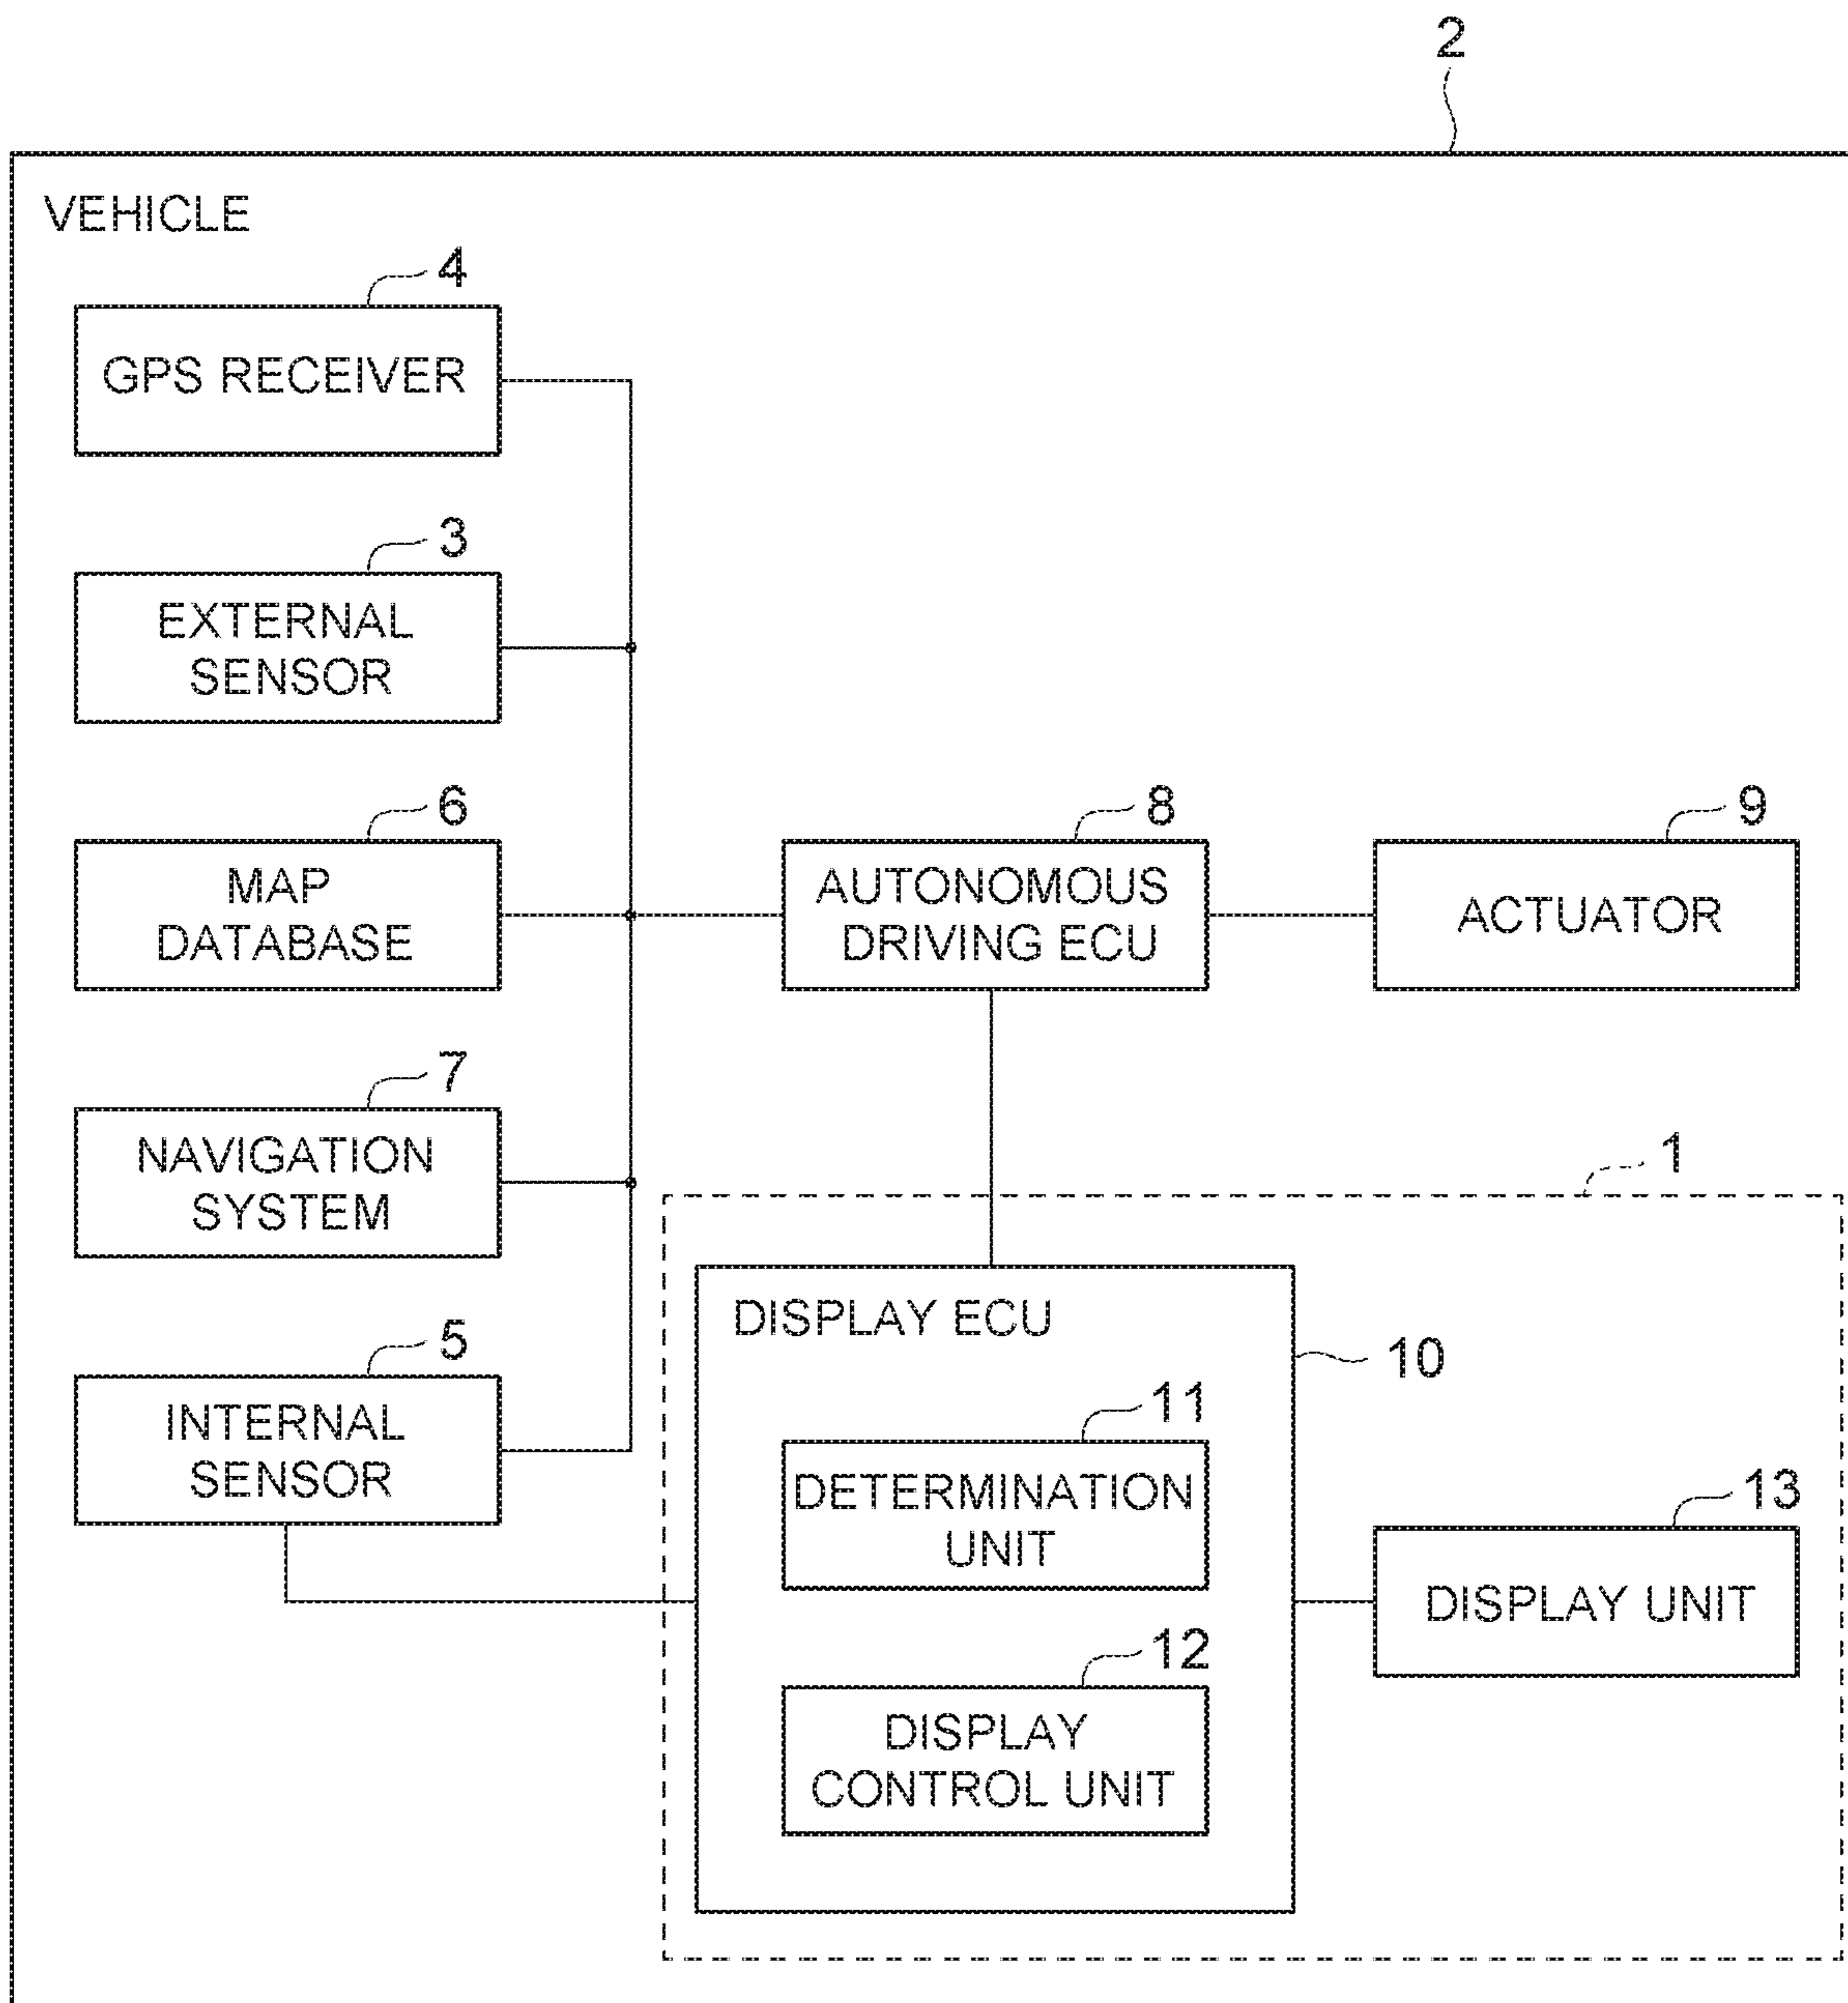 2
VEHICLE
4
GPS RECEIVER
3
EXTERNAL
SENSOR
6
MAP
DATABASE
8
AUTONOMOUS
DRIVING ECU
9
ACTUATOR
7
NAVIGATION
SYSTEM
1
5
INTERNAL
SENSOR
DISPLAY ECU
10
11
DETERMINATION
UNIT
12
DISPLAY
CONTROL UNIT
13
DISPLAY UNIT